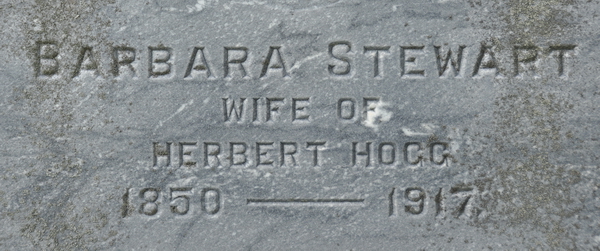 BARBARA STEWART
WIFE OF
HERBERT HOGG
1850 — 1917